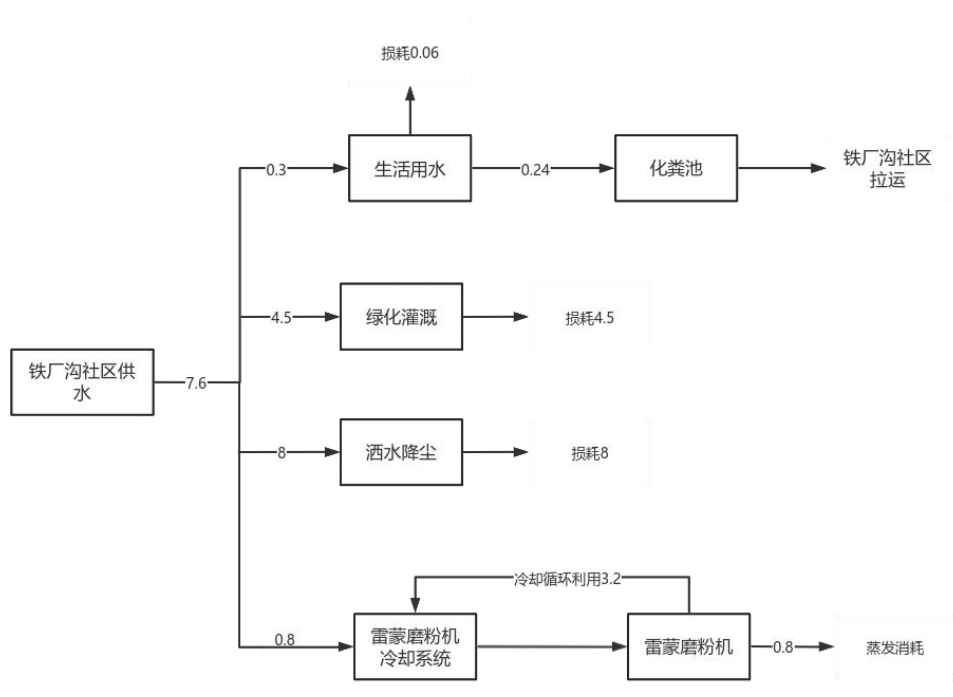 损耗0.06
0.3
生活用水
0.24
化粪池
铁厂沟社区
拉运
4.5
绿化灌溉
损耗4.5
铁厂沟社区供
水
7.6
8
洒水降尘
损耗8
冷却循环利用3.2
0.8
雷蒙磨粉机
冷却系统
雷蒙磨粉机
0.8
蒸发消耗